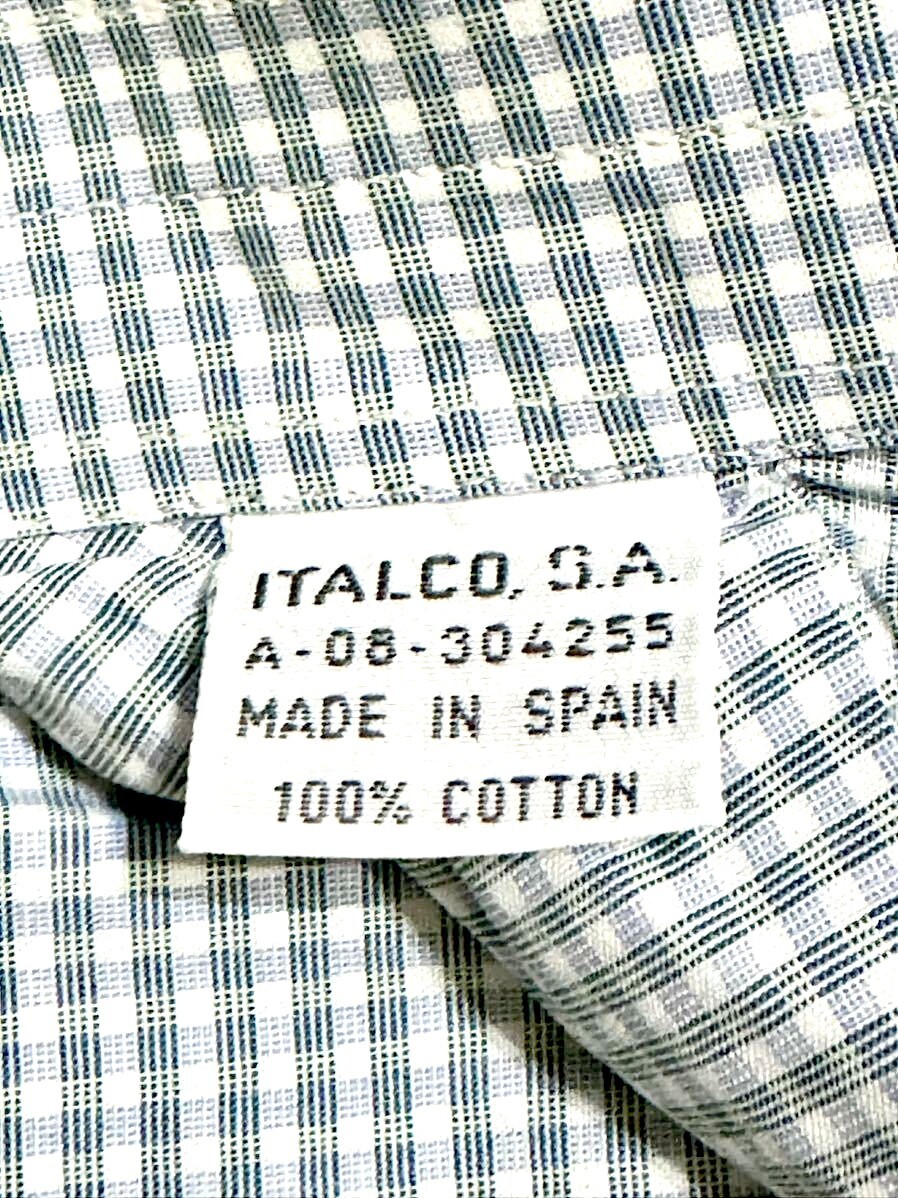 ITALCO, S.A.
A-08-304255
MADE IN SPAIN
100% COTTON